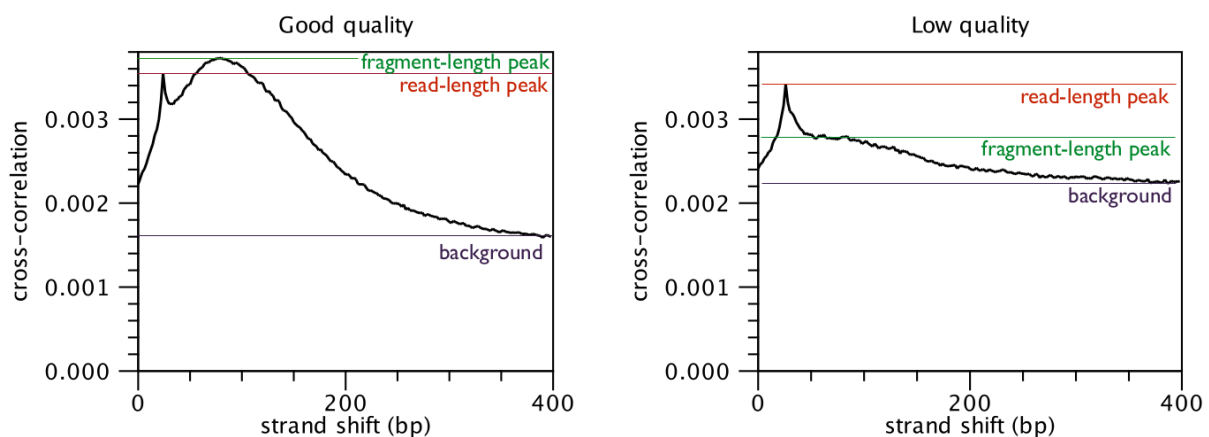 Good quality
fragment-length peak
read-length peak
background
0.003
0.002
0.001
0.000
cross-correlation
0
200
400
strand shift (bp)
Low quality
read-length peak
fragment-length peak
background
0.003
0.002
0.001
0.000
cross-correlation
0
200
400
strand shift (bp)